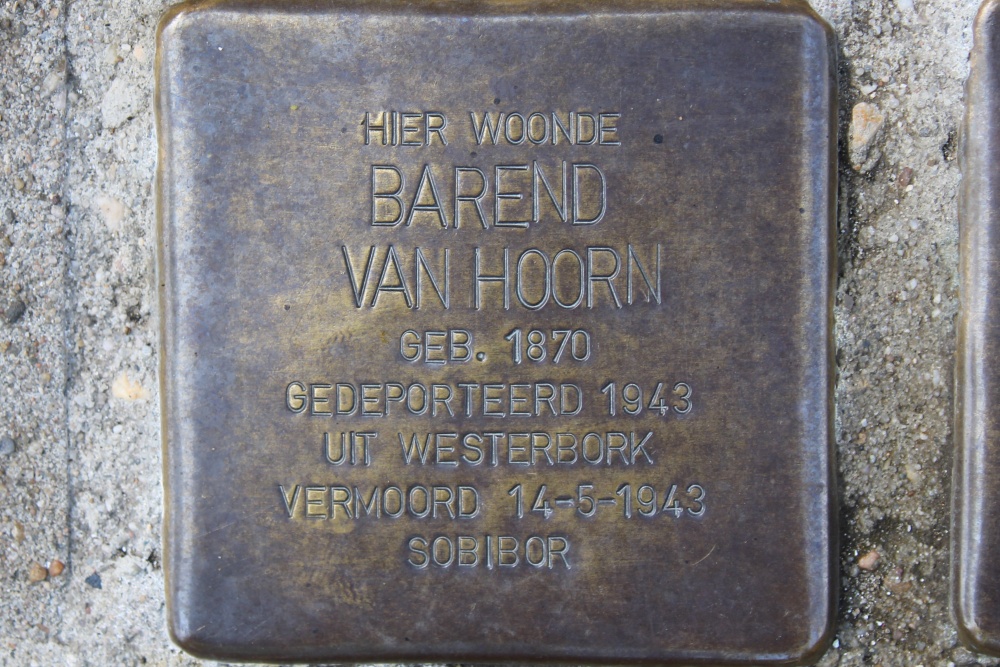 HIER WOONDE
BAREND
VAN HOORN
GEB. 1870
GEDEPORTEERD 1943
UIT WESTERBORK
VERMOORD 14-5-1943
SOBIBOR